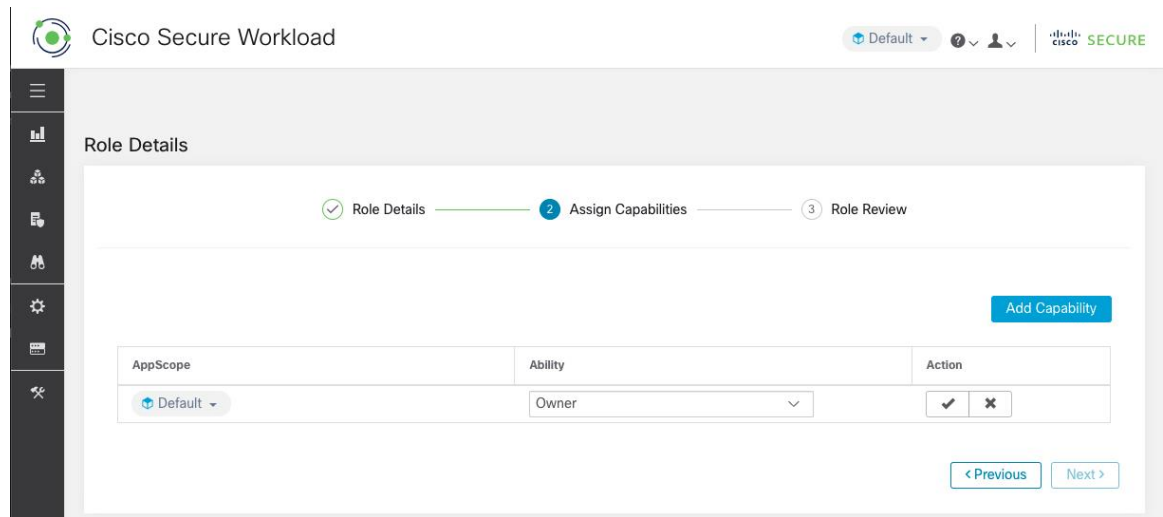 Cisco Secure Workload
Default
cisco SECURE
Role Details
Role Details 2 Assign Capabilities 3 Role Review
Add Capability
AppScope Ability Action
Default Owner
Previous Next